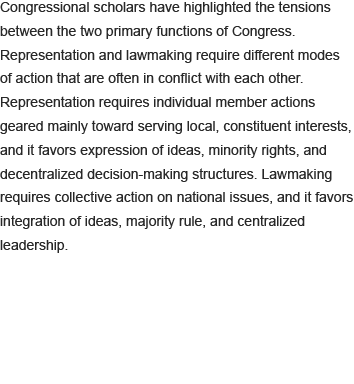 Congressional scholars have highlighted the tensions
between the two primary functions of Congress.
Representation and lawmaking require different modes
of action that are often in conflict with each other.
Representation requires individual member actions
geared mainly toward serving local, constituent interests,
and it favors expression of ideas, minority rights, and
decentralized decision-making structures. Lawmaking
requires collective action on national issues, and it favors
integration of ideas, majority rule, and centralized
leadership.